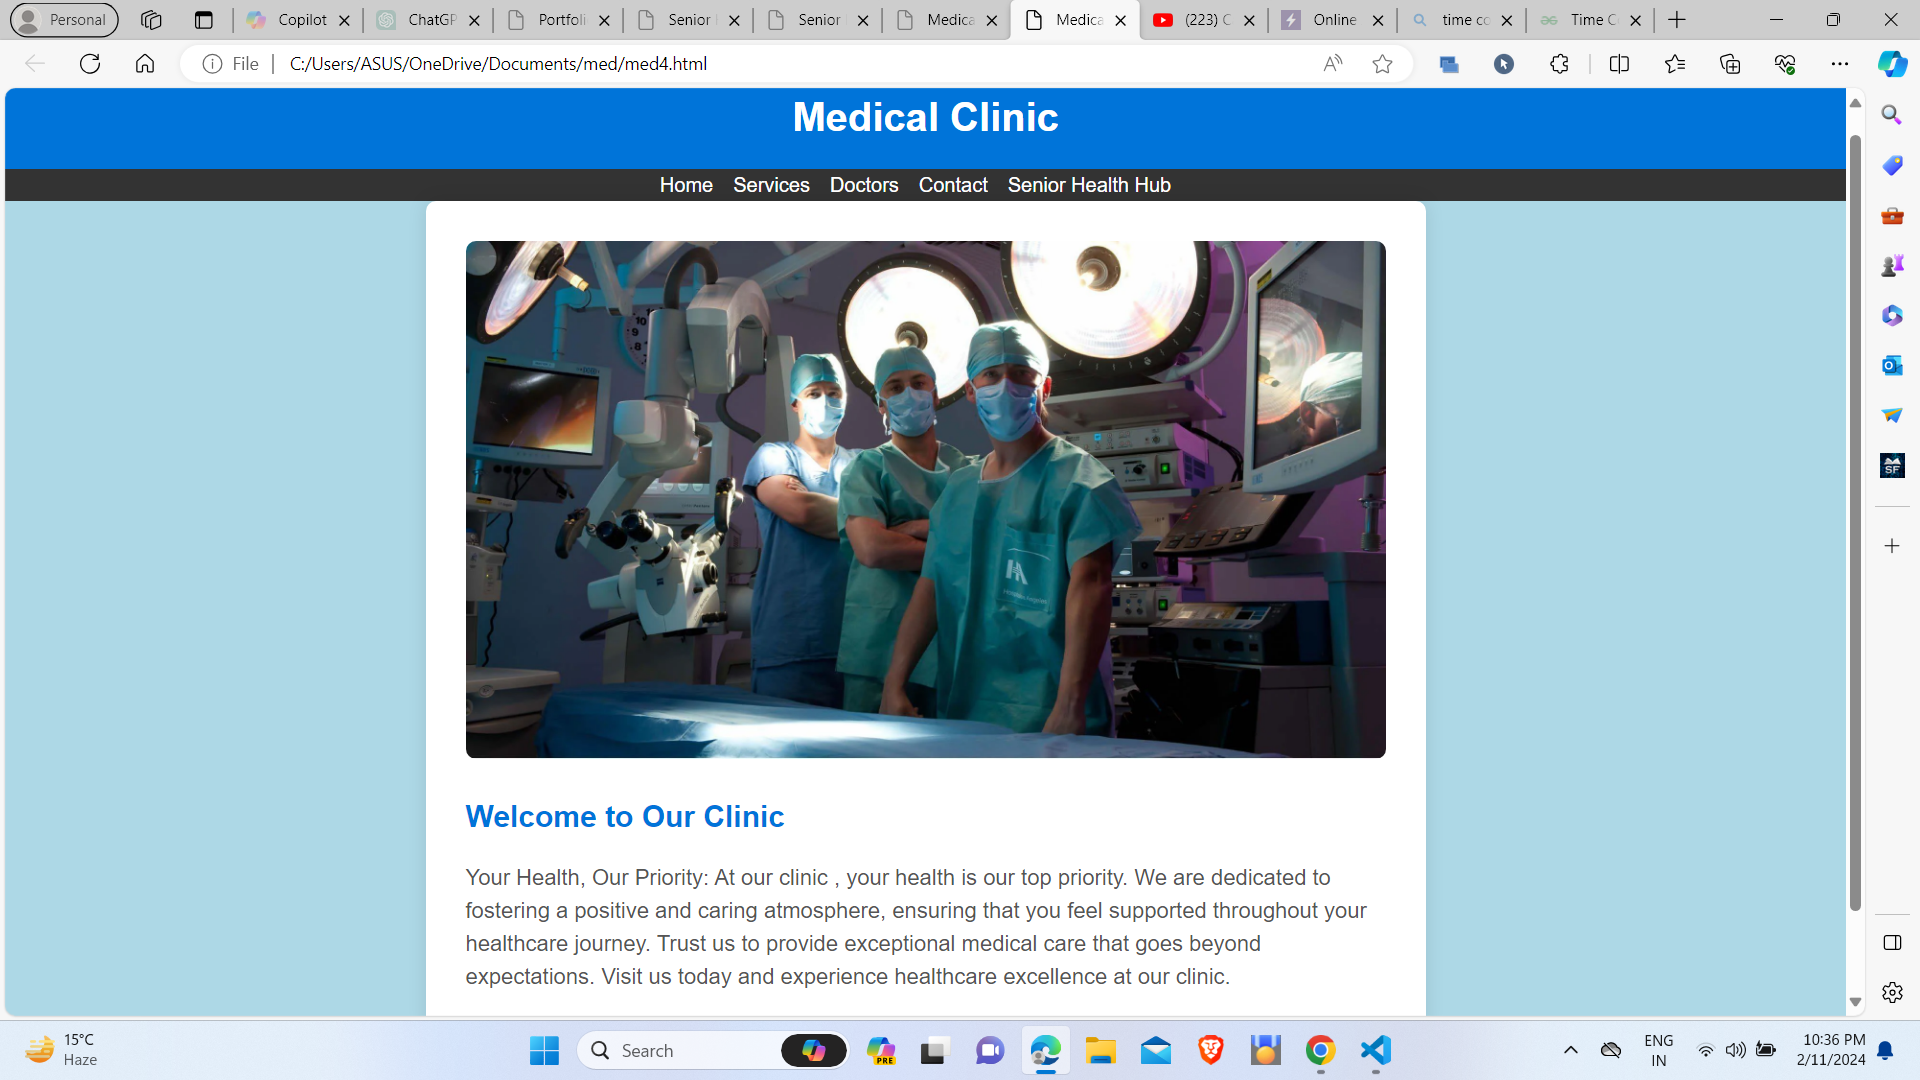 Personal
Copilot
ChatGP
Portfoli
Senior
Senior
Medica
Medica
(223) C
Online
time co
Time C
File
C:/Users/ASUS/OneDrive/Documents/med/med4.html
Medical Clinic
Home Services Doctors Contact Senior Health Hub
Welcome to Our Clinic
Your Health, Our Priority: At our clinic , your health is our top priority. We are dedicated to
fostering a positive and caring atmosphere, ensuring that you feel supported throughout your
healthcare journey. Trust us to provide exceptional medical care that goes beyond
expectations. Visit us today and experience healthcare excellence at our clinic.
SF
15°C
Haze
Search
PRE
ENG
IN
10:36 PM
2/11/2024